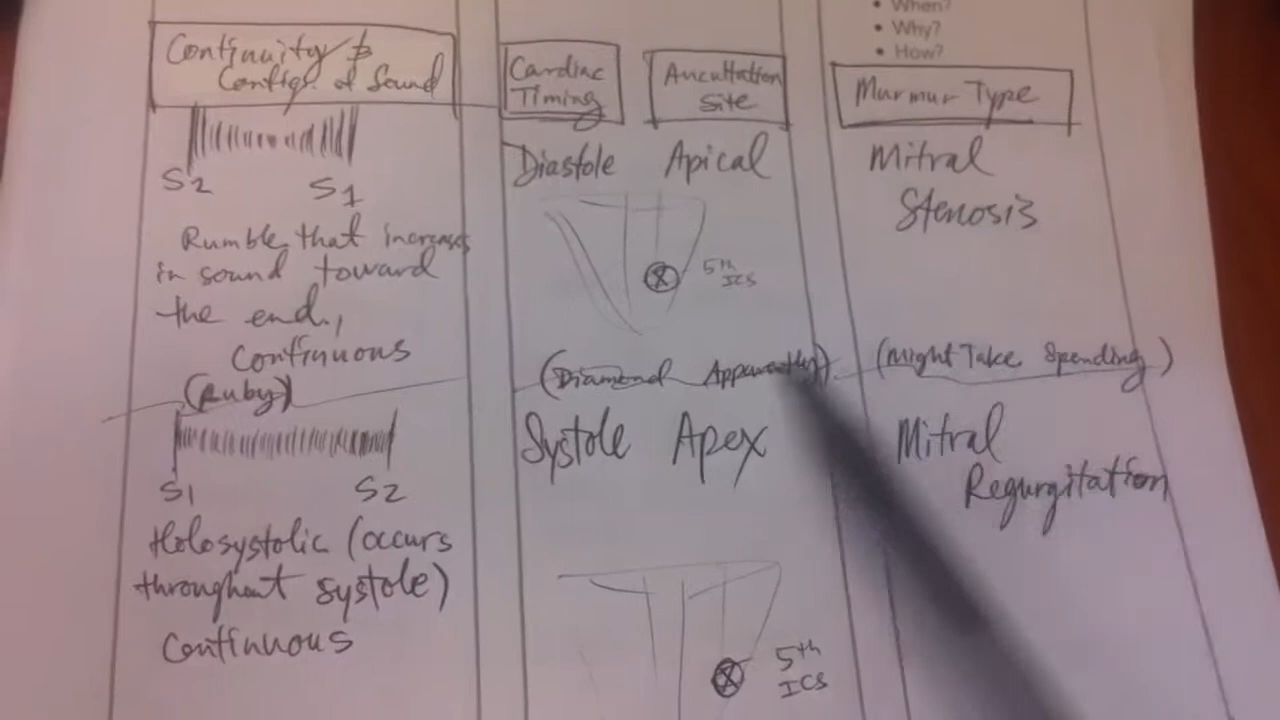 • When?
• Why?
• How?
Continuity &
Configs. of Sound
Cardiac
Timing
Auscultation
Site
Murmur Type
S2 S1
Rumble that increases
in sound toward
the end,
Continuous
(Ruby)
Diastole
Apical
5th
ICS
Mitral
Stenosis
(Diamond Apparently)
(Might Take Spending)
S1 S2
Holosystolic (occurs
throughout systole)
Continuous
Systole
Apex
5th
ICS
Mitral
Regurgitation